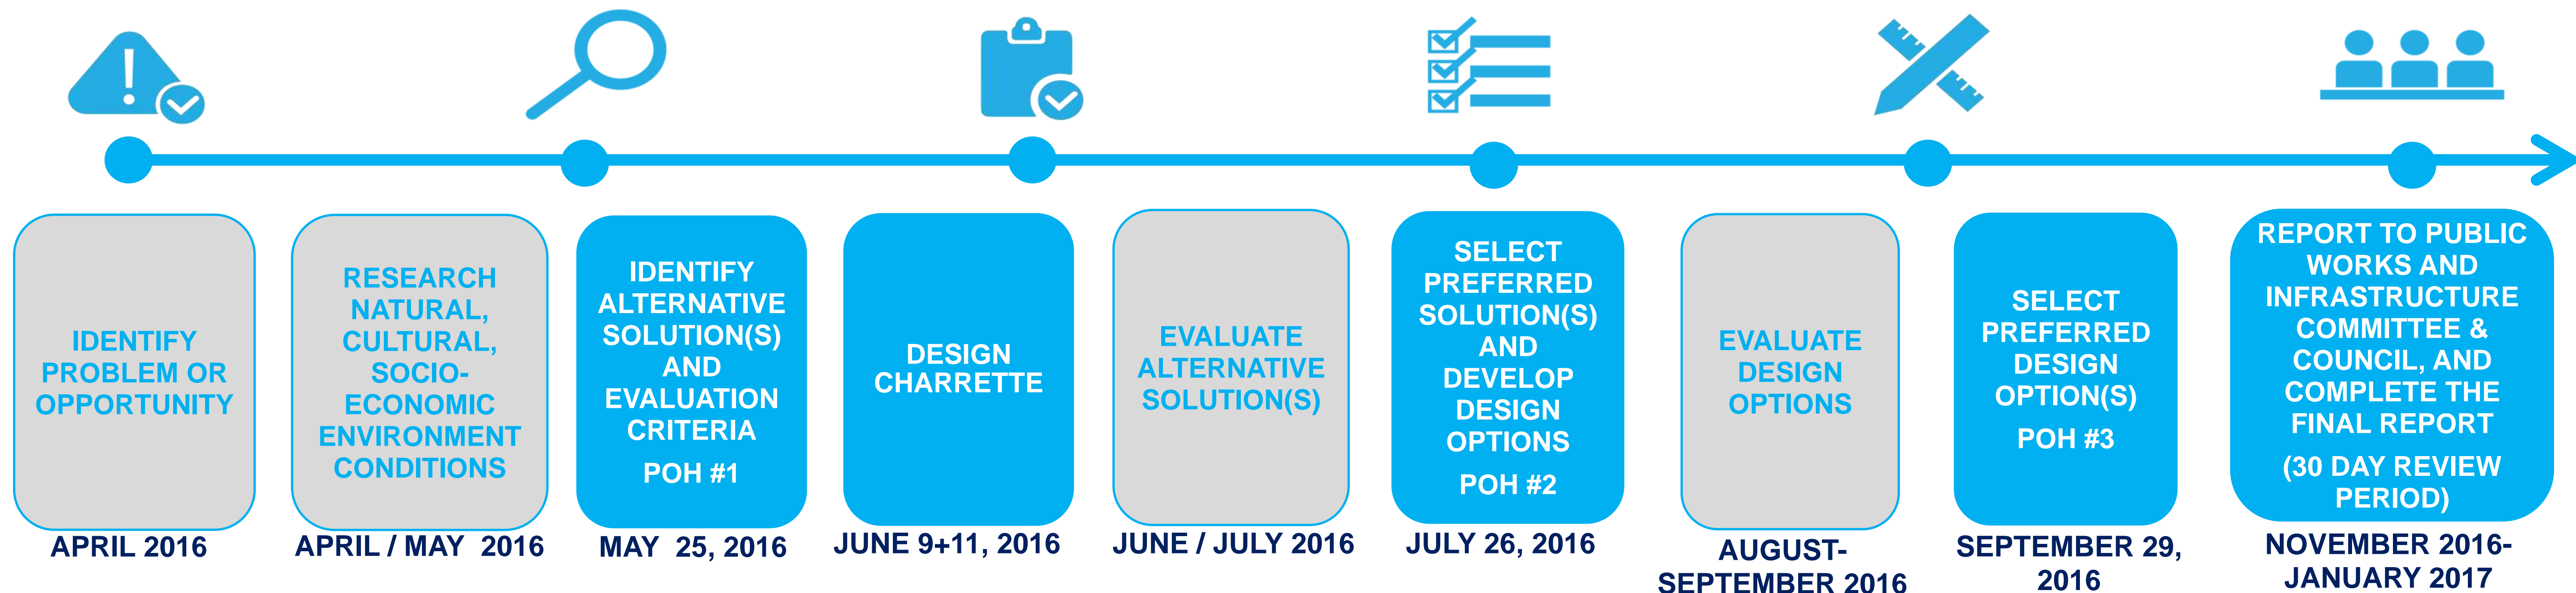 IDENTIFY
PROBLEM OR
OPPORTUNITY
APRIL 2016
RESEARCH
NATURAL,
CULTURAL,
SOCIO-
ECONOMIC
ENVIRONMENT
CONDITIONS
APRIL / MAY 2016
IDENTIFY
ALTERNATIVE
SOLUTION(S)
AND
EVALUATION
CRITERIA
POH #1
MAY 25, 2016
DESIGN
CHARRETTE
JUNE 9+11, 2016
EVALUATE
ALTERNATIVE
SOLUTION(S)
JUNE / JULY 2016
SELECT
PREFERRED
SOLUTION(S)
AND
DEVELOP
DESIGN
OPTIONS
POH #2
JULY 26, 2016
EVALUATE
DESIGN
OPTIONS
AUGUST-
SEPTEMBER 2016
SELECT
PREFERRED
DESIGN
OPTION(S)
POH #3
SEPTEMBER 29,
2016
REPORT TO PUBLIC
WORKS AND
INFRASTRUCTURE
COMMITTEE &
COUNCIL, AND
COMPLETE THE
FINAL REPORT
(30 DAY REVIEW
PERIOD)
NOVEMBER 2016-
JANUARY 2017